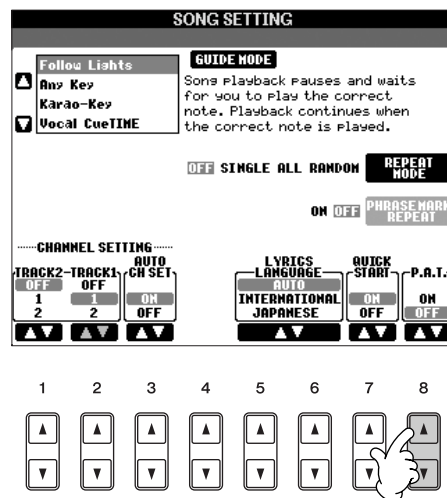 SONG SETTING
Follow Lights
Any Key
Karao-Key
Vocal CueTIME
GUIDE MODE
Song Playback pauses and waits
for you to play the correct
note. Playback continues when
the correct note is played.
OFF SINGLE ALL RANDOM REPEAT MODE
ON OFF PHRASE MARK REPEAT
CHANNEL SETTING
TRACK2-TRACK1 AUTO CH SET
OFF OFF
1 1 ON
2 2 OFF
LYRICS LANGUAGE QUICK START P.A.T.
AUTO
INTERNATIONAL ON ON
JAPANESE OFF OFF
1 2 3 4 5 6 7 8